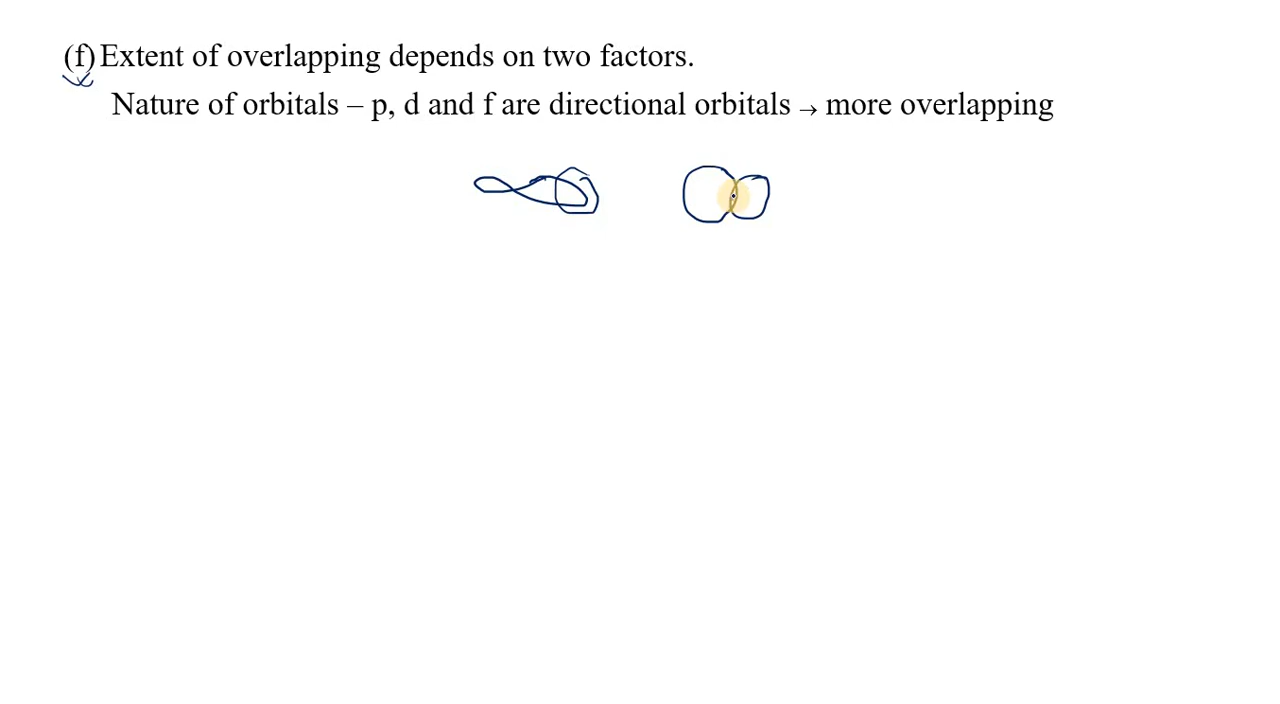 (f) Extent of overlapping depends on two factors.
Nature of orbitals – p, d and f are directional orbitals → more overlapping